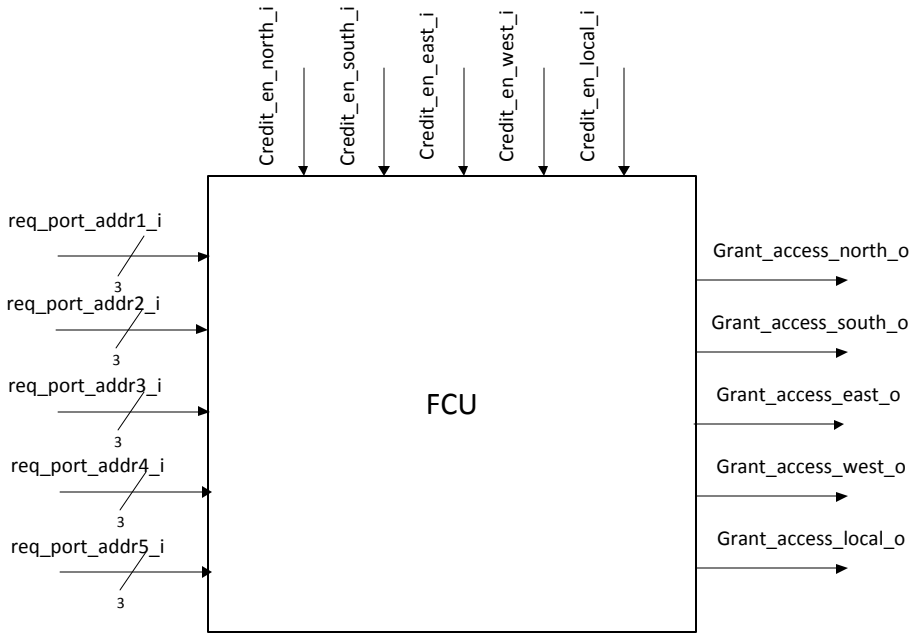 Credit_en_north_i
Credit_en_south_i
Credit_en_east_i
Credit_en_west_i
Credit_en_local_i
req_port_addr1_i
3
req_port_addr2_i
3
req_port_addr3_i
3
req_port_addr4_i
3
req_port_addr5_i
3
FCU
Grant_access_north_o
Grant_access_south_o
Grant_access_east_o
Grant_access_west_o
Grant_access_local_o